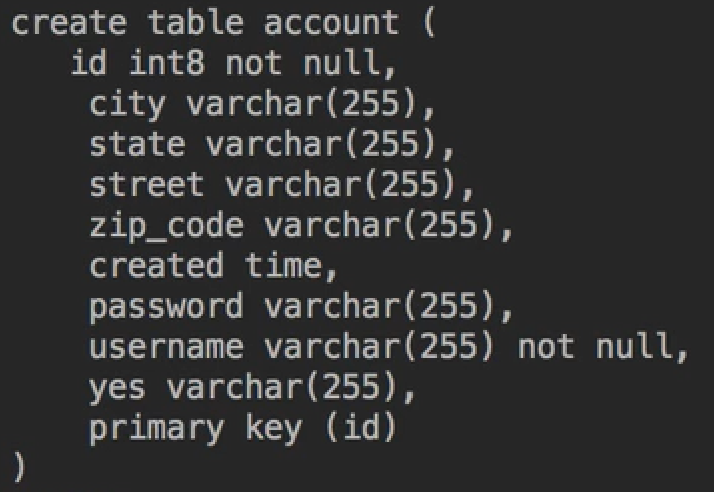 create table account (
id int8 not null,
city varchar(255),
state varchar(255),
street varchar(255),
zip_code varchar(255),
created time,
password varchar(255),
username varchar(255) not null,
yes varchar(255),
primary key (id)
)